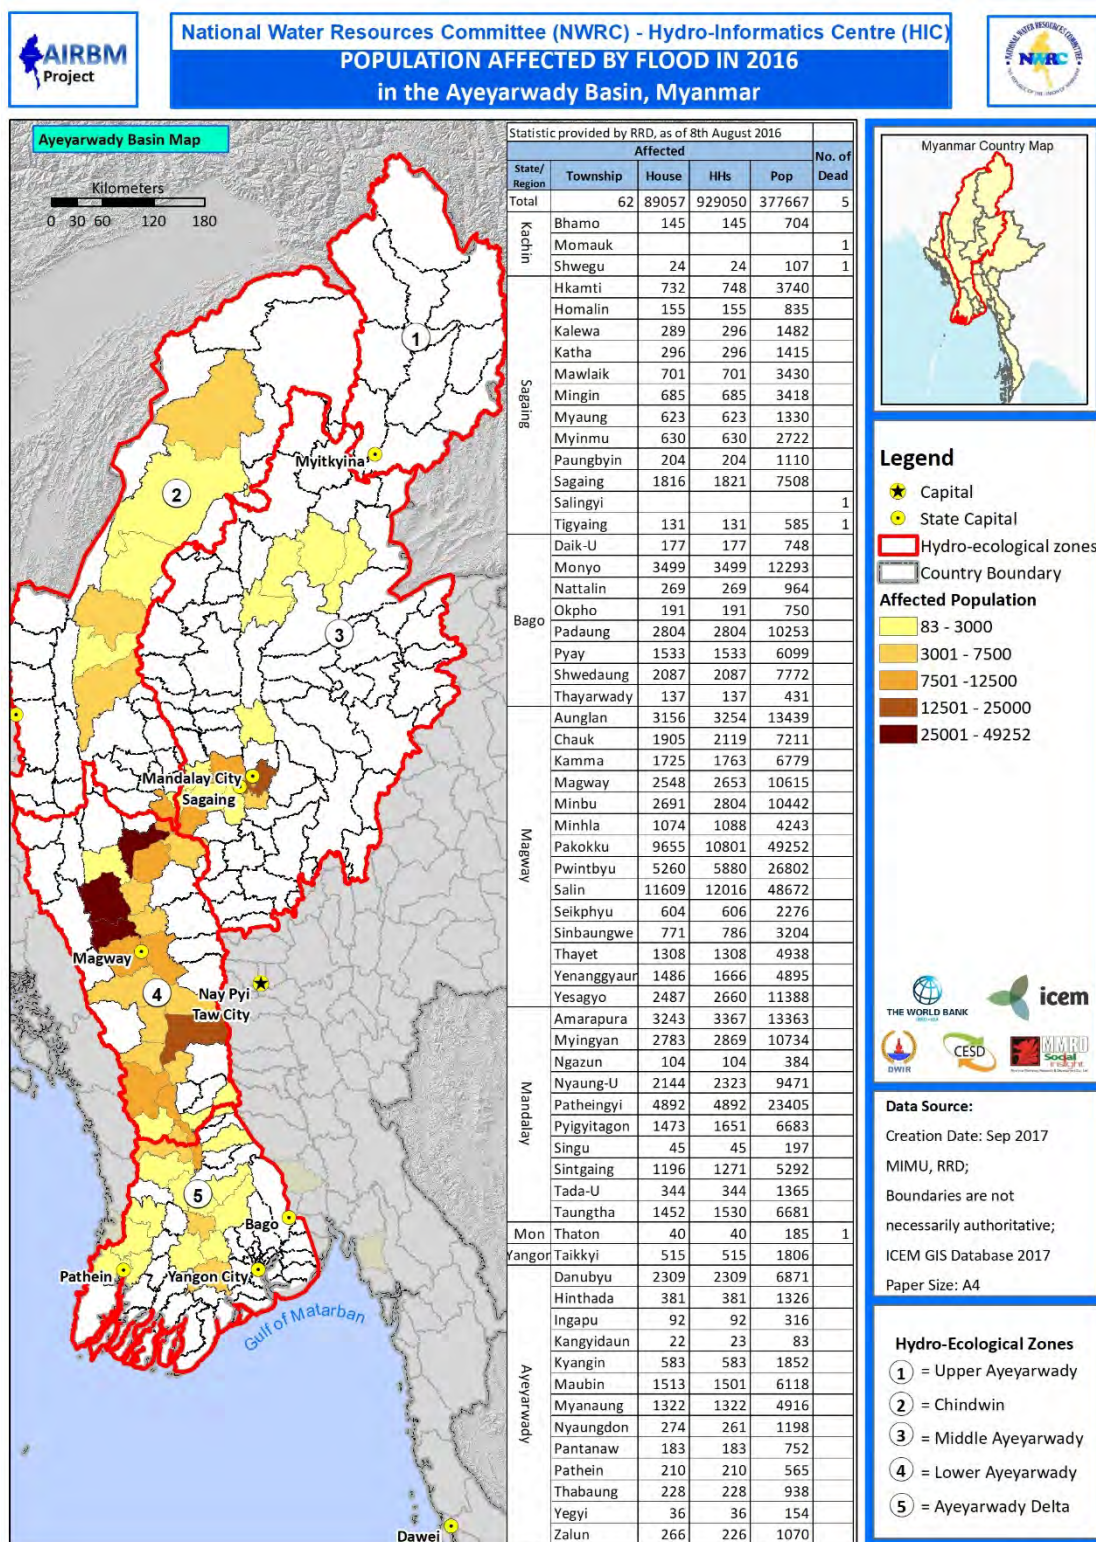 AIRBM
Project
National Water Resources Committee (NWRC) - Hydro-Informatics Centre (HIC)
POPULATION AFFECTED BY FLOOD IN 2016
in the Ayeyarwady Basin, Myanmar
NWRC
Ayeyarwady Basin Map
Kilometers
0 30 60 120 180
1
2
3
4
5
Myitkyina
Mandalay City
Sagaing
Magway
Nay Pyi
Taw City
Bago
Pathein
Yangon City
Gulf of Matarban
Dawei
Statistic provided by RRD, as of 8th August 2016
Affected
No. of Dead
State/Region Township House HHs Pop
Total 62 89057 929050 377667 5
Kachin
Bhamo 145 145 704
Momauk 1
Shwegu 24 24 107 1
Sagaing
Hkamti 732 748 3740
Homalin 155 155 835
Kalewa 289 296 1482
Katha 296 296 1415
Mawlaik 701 701 3430
Mingin 685 685 3418
Myaung 623 623 1330
Myinmu 630 630 2722
Paungbyin 204 204 1110
Sagaing 1816 1821 7508
Salingyi 1
Tigyaing 131 131 585 1
Bago
Daik-U 177 177 748
Monyo 3499 3499 12293
Nattalin 269 269 964
Okpho 191 191 750
Padaung 2804 2804 10253
Pyay 1533 1533 6099
Shwedaung 2087 2087 7772
Thayarwady 137 137 431
Magway
Aunglan 3156 3254 13439
Chauk 1905 2119 7211
Kamma 1725 1763 6779
Magway 2548 2653 10615
Minbu 2691 2804 10442
Minhla 1074 1088 4243
Pakokku 9655 10801 49252
Pwintbyu 5260 5880 26802
Salin 11609 12016 48672
Seikphyu 604 606 2276
Sinbaungwe 771 786 3204
Thayet 1308 1308 4938
Yenanggyaun 1486 1666 4895
Yesagyo 2487 2660 11388
Mandalay
Amarapura 3243 3367 13363
Myingyan 2783 2869 10734
Ngazun 104 104 384
Nyaung-U 2144 2323 9471
Patheingyi 4892 4892 23405
Pyigyitagon 1473 1651 6683
Singu 45 45 197
Sintgaing 1196 1271 5292
Tada-U 344 344 1365
Taungtha 1452 1530 6681
Mon Thaton 40 40 185 1
Yangon Taikkyi 515 515 1806
Ayeyarwady
Danubyu 2309 2309 6871
Hinthada 381 381 1326
Ingapu 92 92 316
Kangyidaun 22 23 83
Kyangin 583 583 1852
Maubin 1513 1501 6118
Myanaung 1322 1322 4916
Nyaungdon 274 261 1198
Pantanaw 183 183 752
Pathein 210 210 565
Thabaung 228 228 938
Yegyi 36 36 154
Zalun 266 226 1070
Myanmar Country Map
Legend
Capital
State Capital
Hydro-ecological zones
Country Boundary
Affected Population
83 - 3000
3001 - 7500
7501 -12500
12501 - 25000
25001 - 49252
THE WORLD BANK
icem
DWIR
CESD
MMRD
Social
insight
Data Source:
Creation Date: Sep 2017
MIMU, RRD;
Boundaries are not
necessarily authoritative;
ICEM GIS Database 2017
Paper Size: A4
Hydro-Ecological Zones
1 = Upper Ayeyarwady
2 = Chindwin
3 = Middle Ayeyarwady
4 = Lower Ayeyarwady
5 = Ayeyarwady Delta